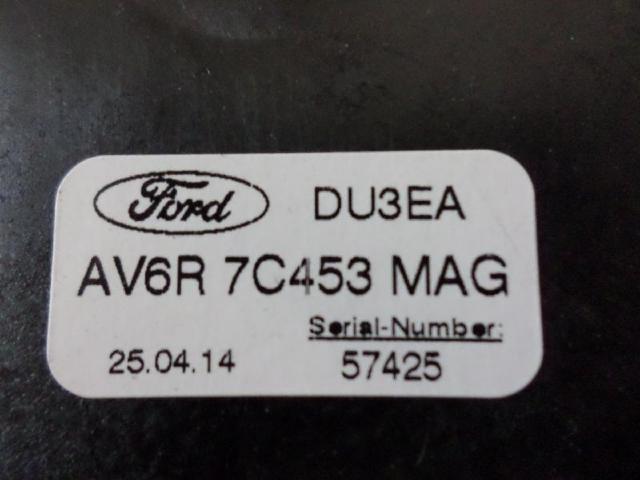 Ford DU3EA
AV6R 7C453 MAG
Serial-Number:
25.04.14 57425